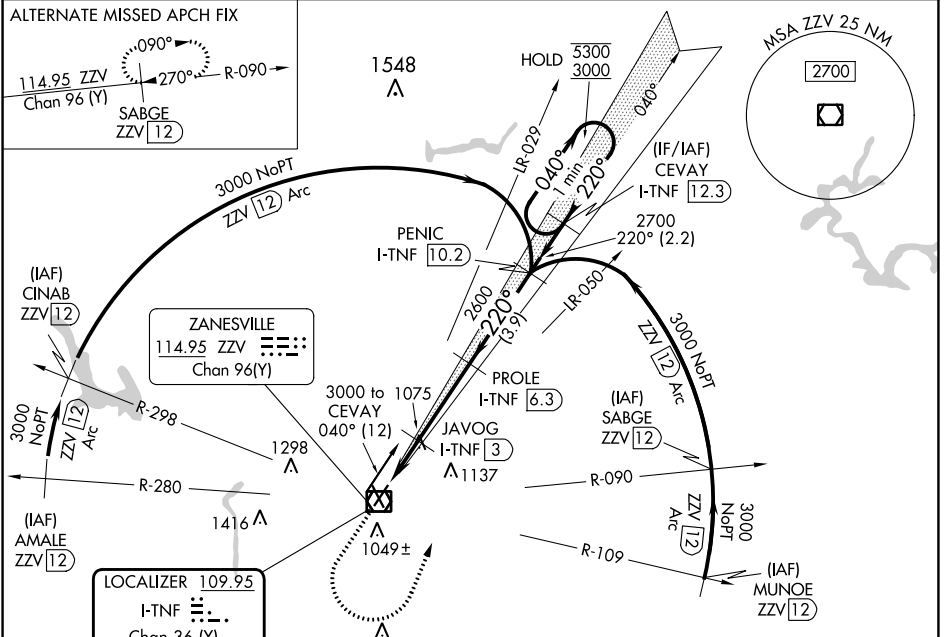 ALTERNATE MISSED APCH FIX
090°
114.95 ZZV
270°
R-090
Chan 96 (Y)
SABGE
ZZV 12
1548
HOLD
5300
3000
MSA ZZV 25 NM
2700
LR-029
040°
040°
1 min
220°
(IF/IAF)
CEVAY
I-TNF 12.3
3000 NoPT
ZZV 12 Arc
PENIC
I-TNF 10.2
2700
220° (2.2)
LR-050
(IAF)
CINAB
ZZV 12
2600
220°
(3.9)
3000 NoPT
ZZV 12 Arc
ZANESVILLE
114.95 ZZV
Chan 96(Y)
PROLE
I-TNF 6.3
3000
NoPT
ZZV 12
Arc
R-298
3000 to
CEVAY
040° (12)
1075
JAVOG
I-TNF 3
(IAF)
SABGE
ZZV 12
1298
1137
R-280
R-090
(IAF)
AMALE
ZZV 12
1416
1049±
ZZV 12
Arc
3000
NoPT
R-109
(IAF)
MUNOE
ZZV 12
LOCALIZER 109.95
I-TNF
Chan 36 (Y)